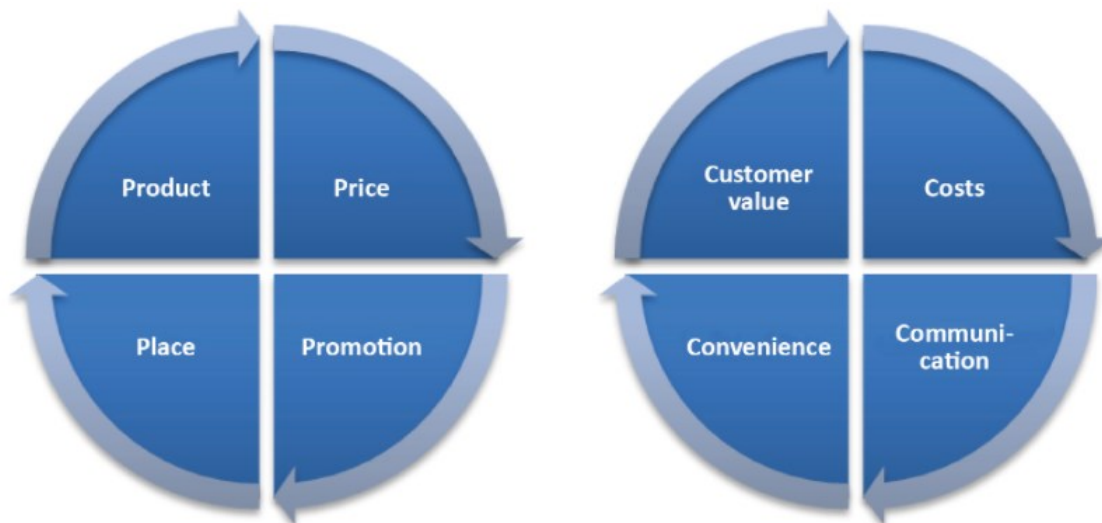 Product
Price
Place
Promotion
Customer
value
Costs
Convenience
Communi-
cation